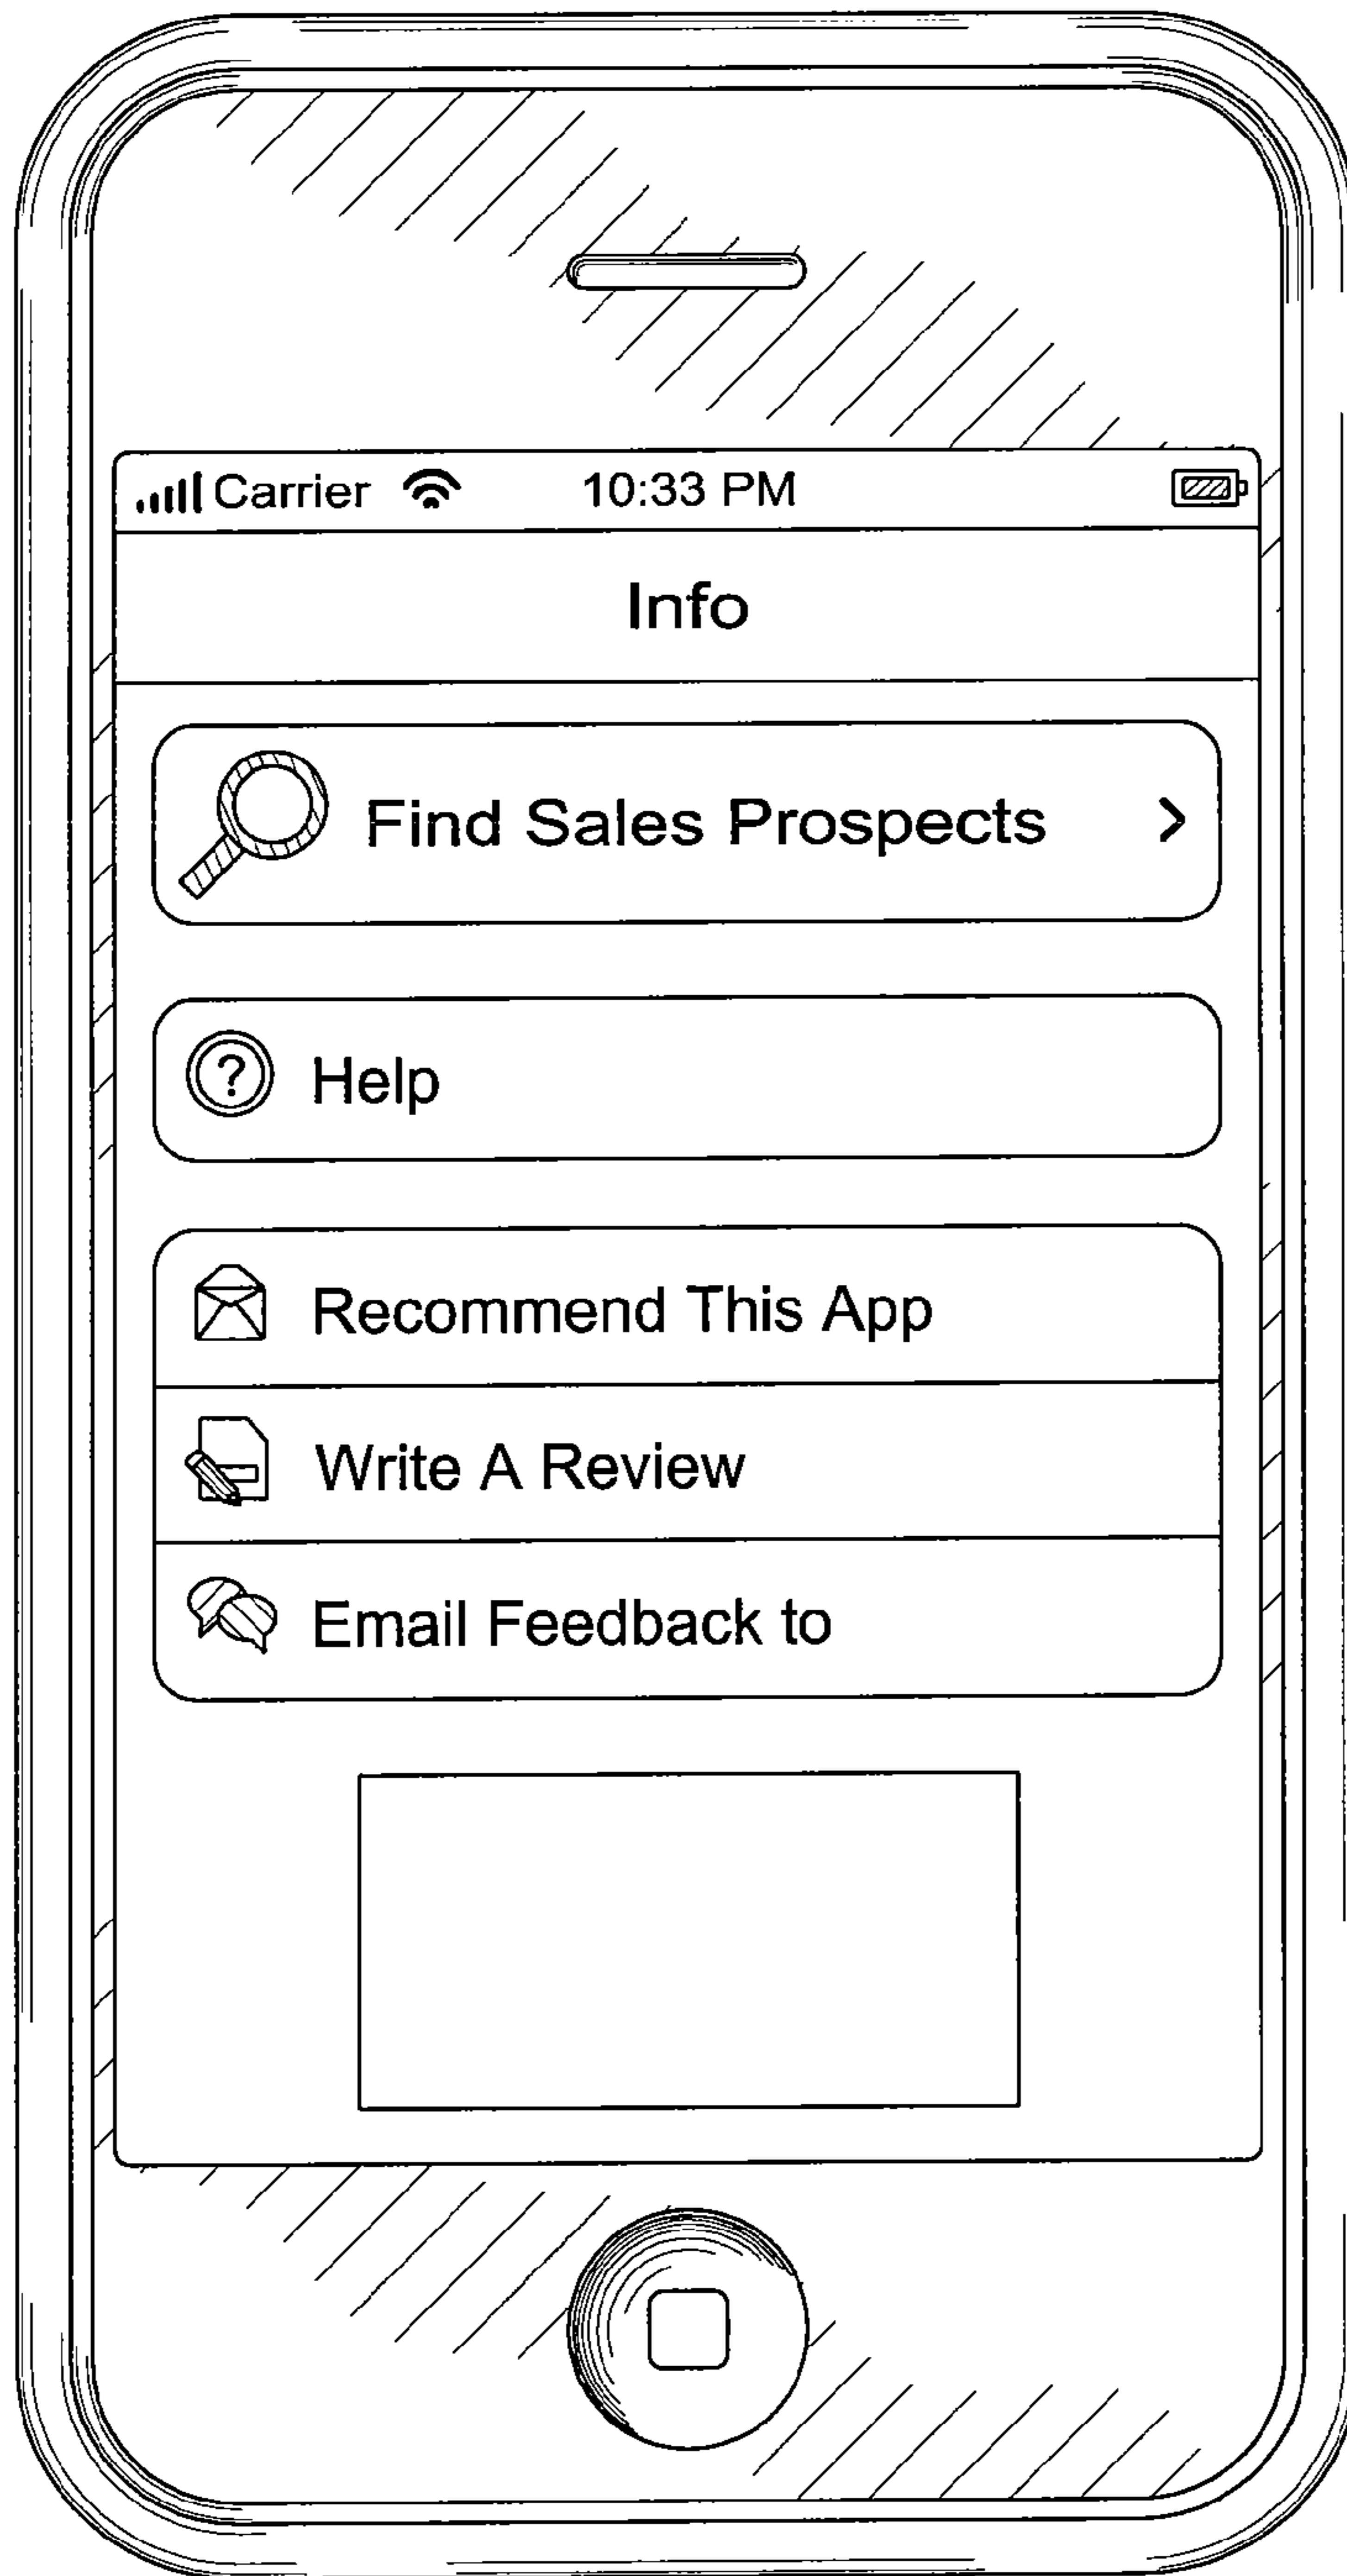 Carrier 10:33 PM
Info
Find Sales Prospects >
? Help
Recommend This App
Write A Review
Email Feedback to